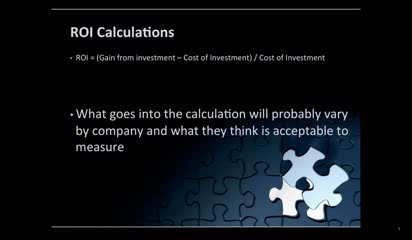 ROI Calculations
• ROI = (Gain from investment – Cost of Investment) / Cost of Investment
• What goes into the calculation will probably vary
by company and what they think is acceptable to
measure